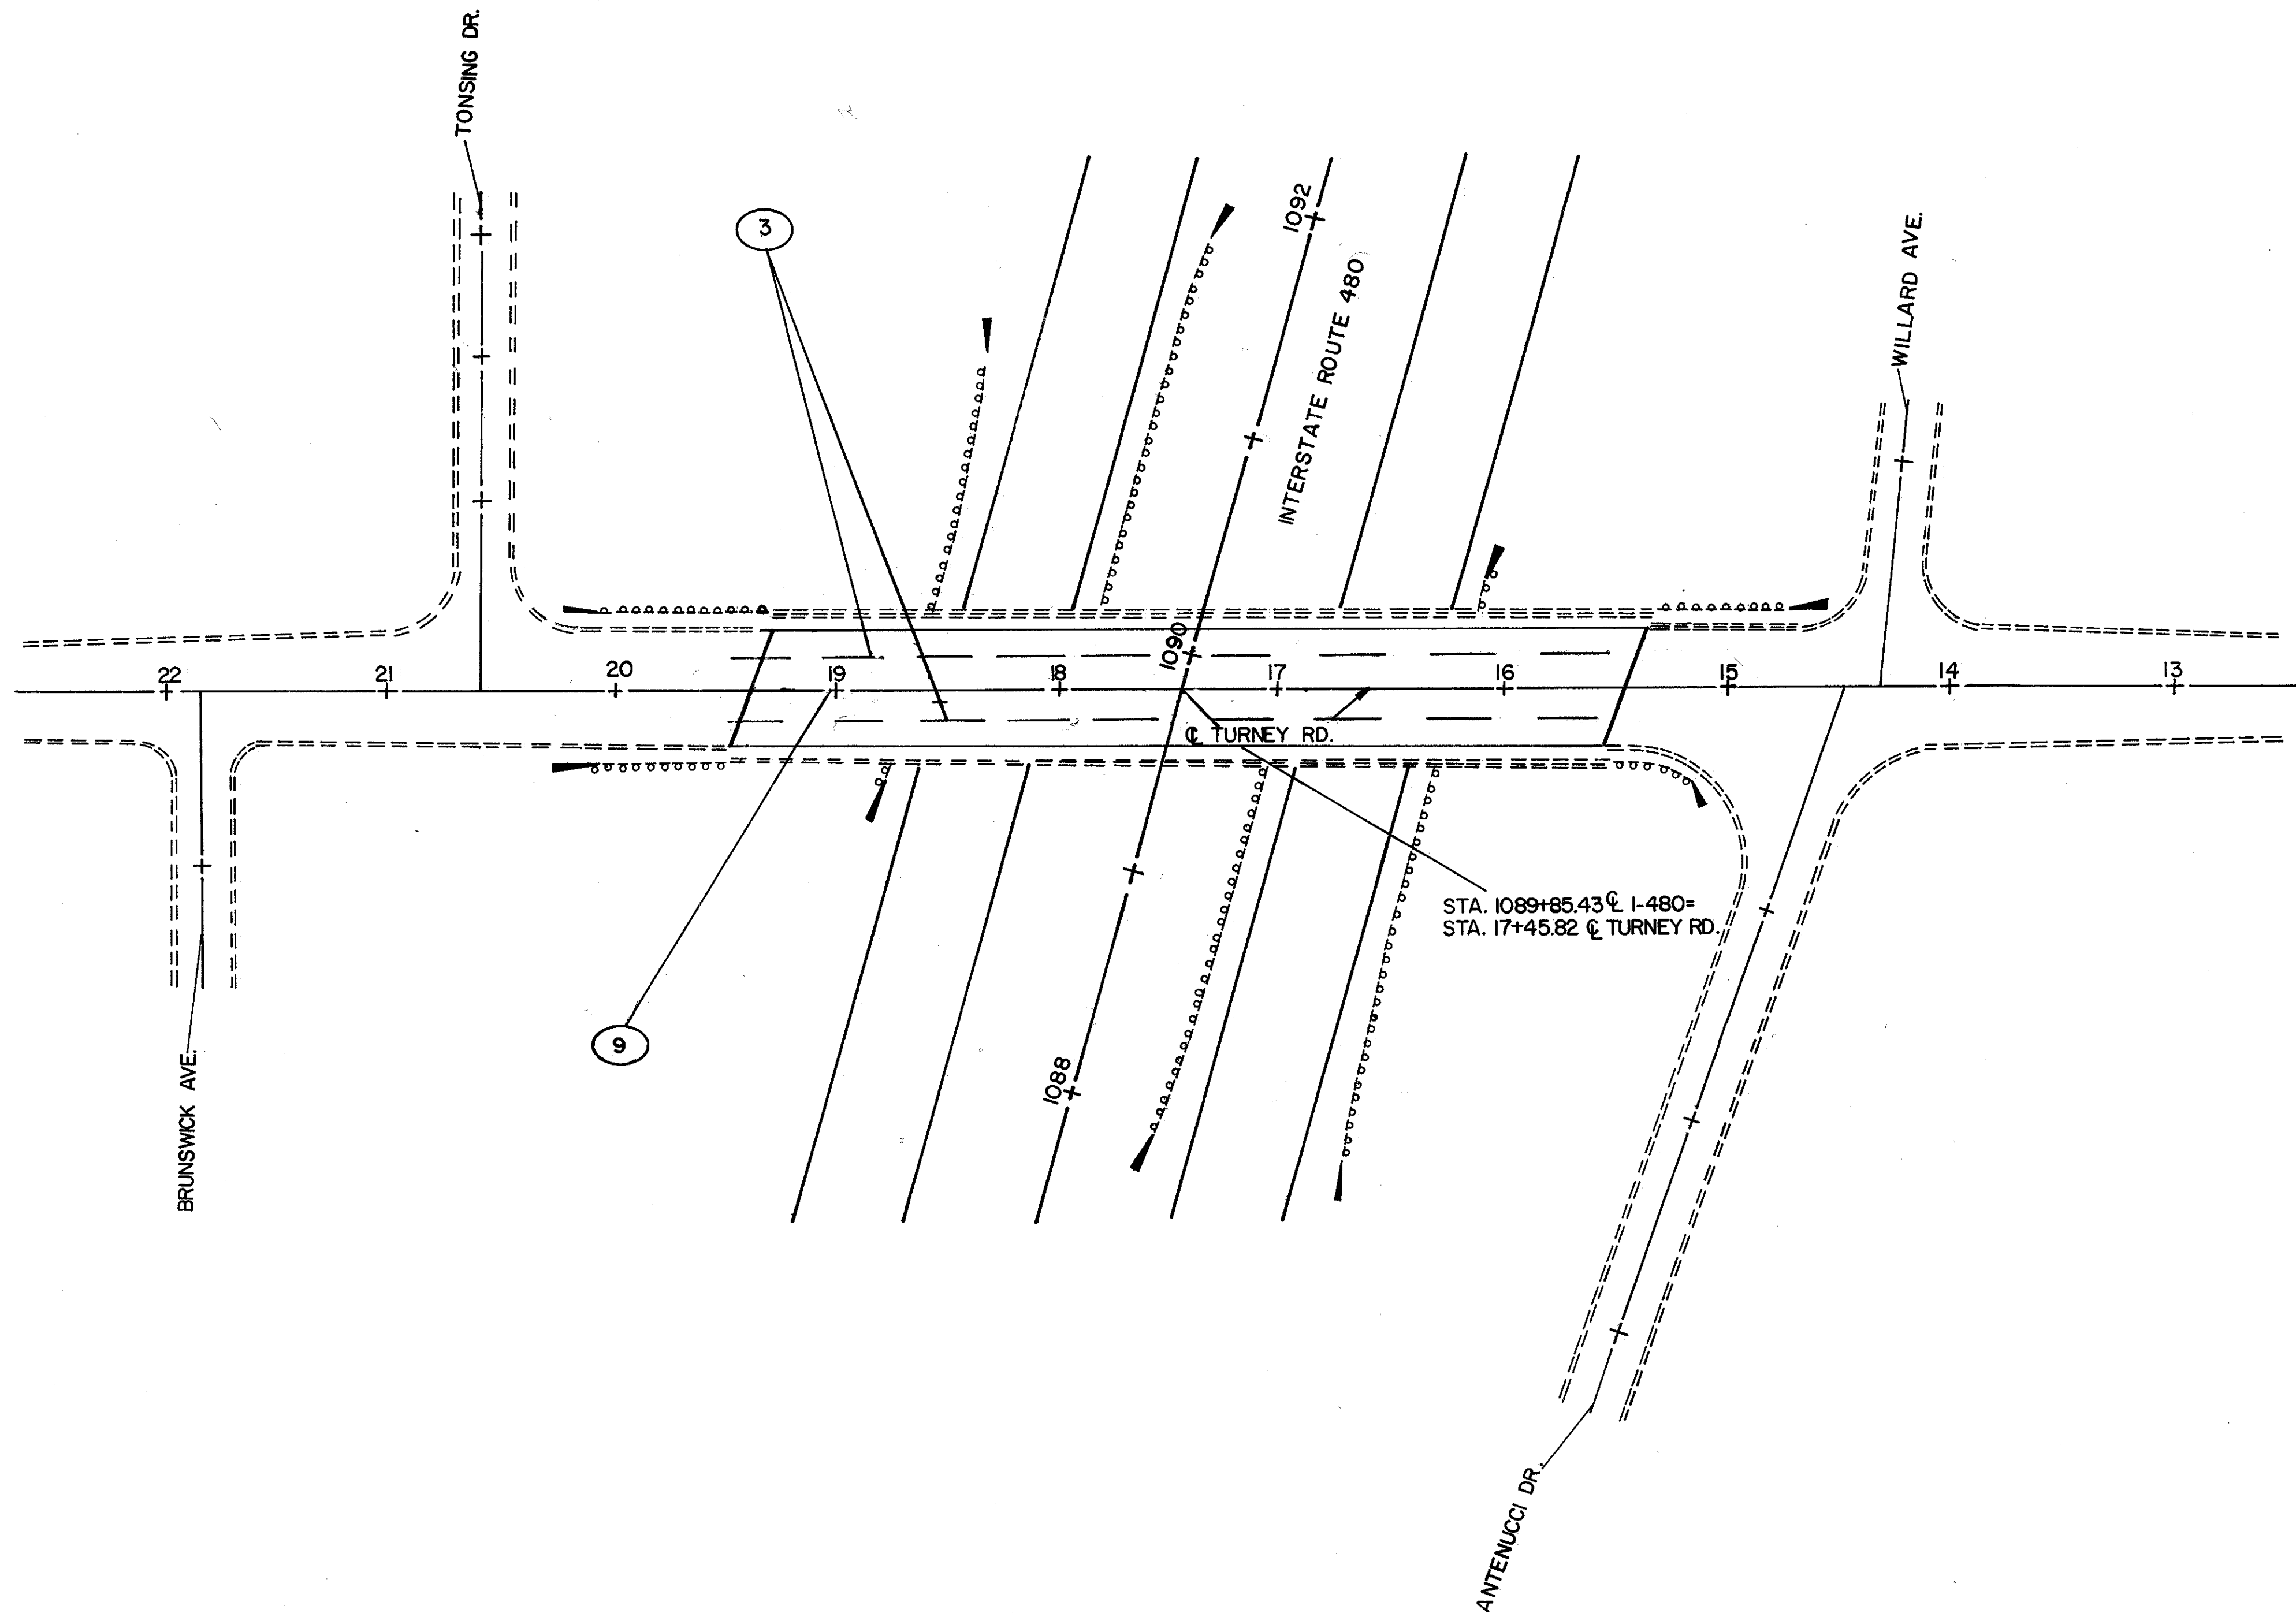 TONSING DR.
3
1092
INTERSTATE ROUTE 480
WILLARD AVE.
1090
22
21
20
19
18
17
16
15
14
13
℄ TURNEY RD.
STA. 1089+85.43 ℄ I-480=
STA. 17+45.82 ℄ TURNEY RD.
9
1088
BRUNSWICK AVE.
ANTENUCCI DR.